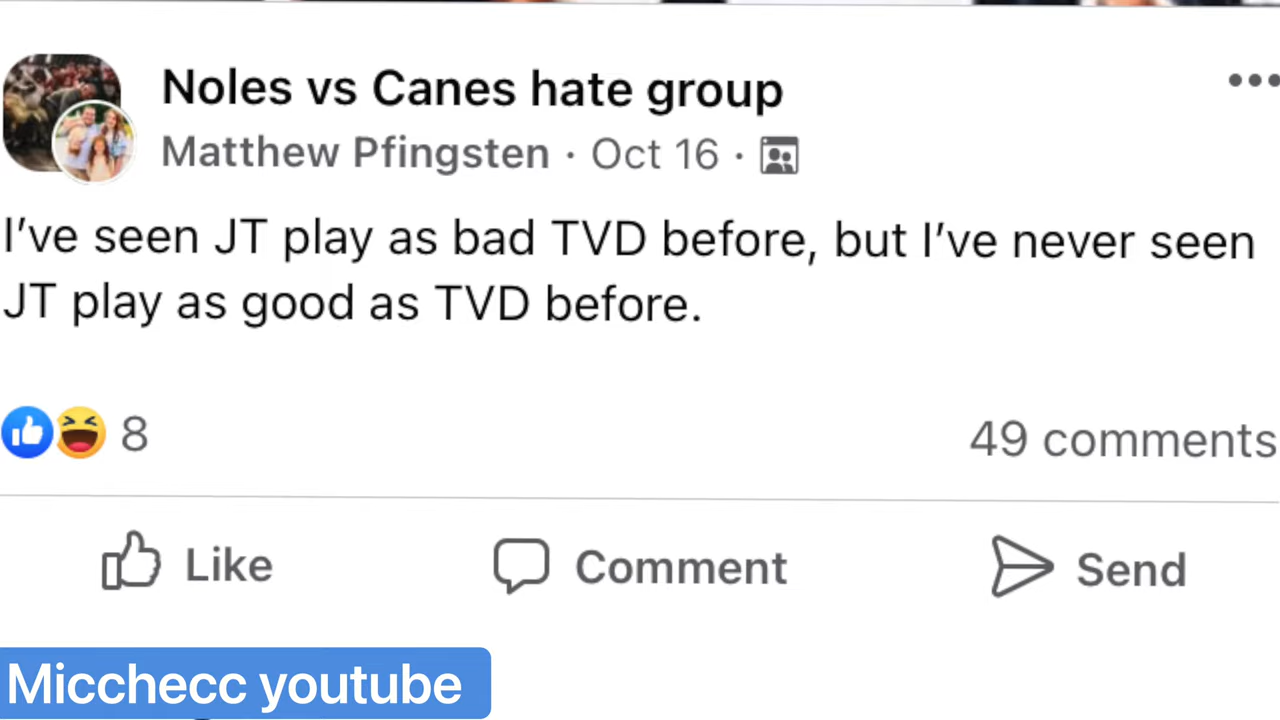 Noles vs Canes hate group
Matthew Pfingsten · Oct 16 ·
I've seen JT play as bad TVD before, but I've never seen
JT play as good as TVD before.
8
49 comments
Like
Comment
Send
Micchecc youtube